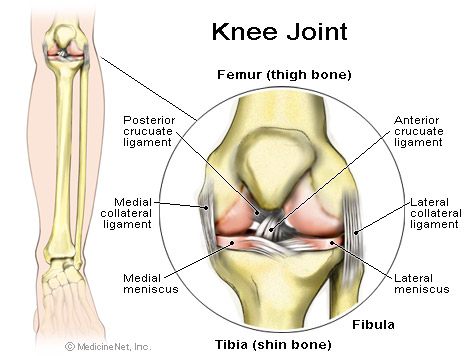 Knee Joint
Femur (thigh bone)
Posterior
crucuate
ligament
Anterior
crucuate
ligament
Medial
collateral
ligament
Lateral
collateral
ligament
Medial
meniscus
Lateral
meniscus
Fibula
Tibia (shin bone)
© MedicineNet, Inc.